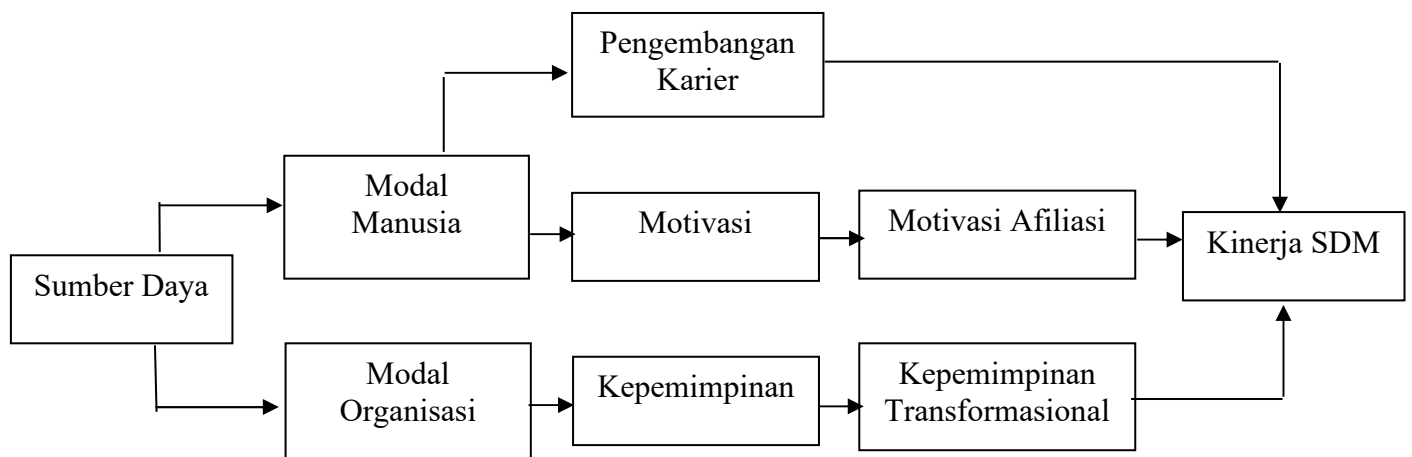 Pengembangan
Karier
Modal
Manusia
Motivasi
Motivasi Afiliasi
Kinerja SDM
Sumber Daya
Modal
Organisasi
Kepemimpinan
Kepemimpinan
Transformasional